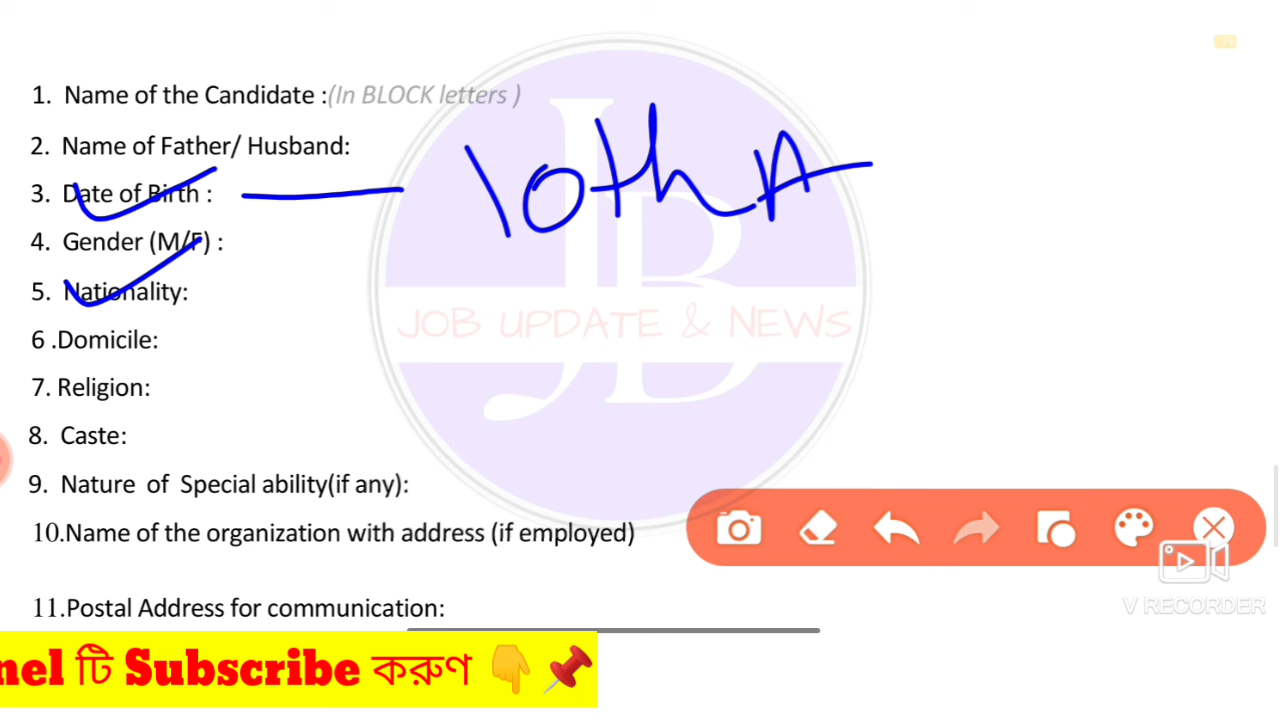 1. Name of the Candidate :(In BLOCK letters )
2. Name of Father/ Husband:
3. Date of Birth :
10th A
4. Gender (M/F) :
5. Nationality:
JOB UPDATE & NEWS
6 .Domicile:
7. Religion:
8. Caste:
9. Nature of Special ability(if any):
10.Name of the organization with address (if employed)
V RECORDER
11.Postal Address for communication:
nel টি Subscribe করুণ